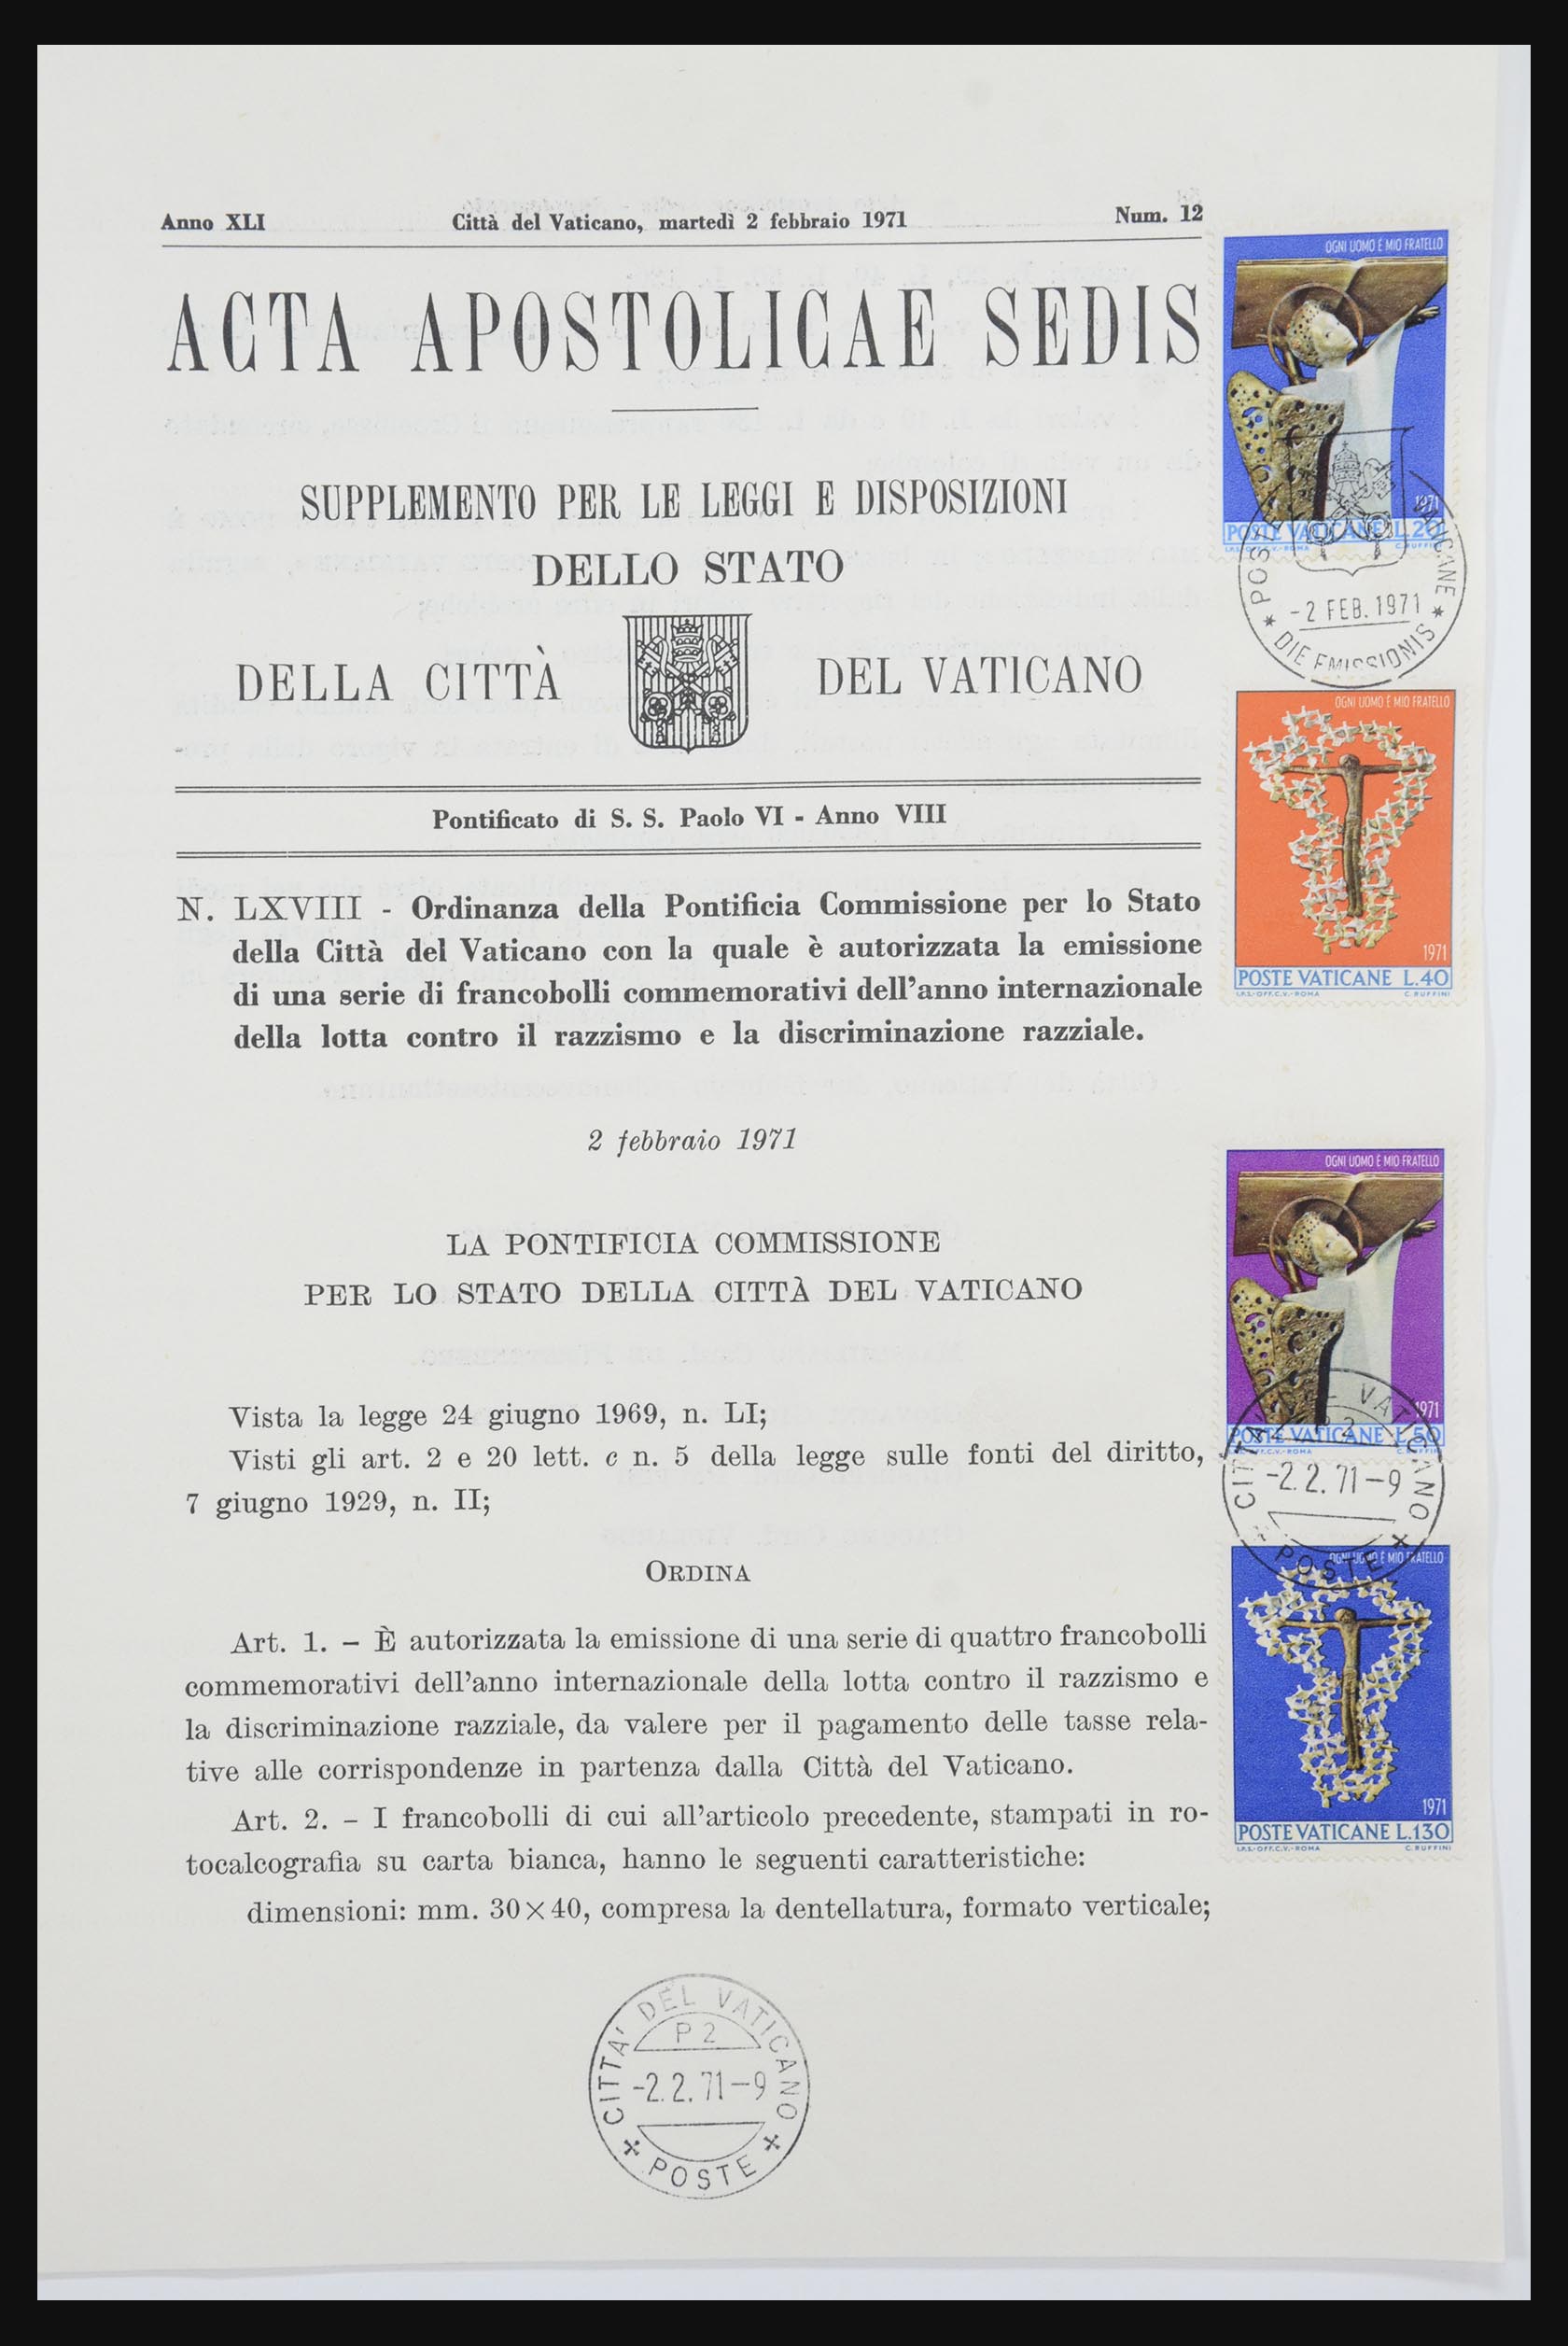 Anno XLI Città del Vaticano, martedì 2 febbraio 1971 Num. 12
ACTA APOSTOLICAE SEDIS
SUPPLEMENTO PER LE LEGGI E DISPOSIZIONI
DELLO STATO
DELLA CITTÀ DEL VATICANO
Pontificato di S. S. Paolo VI - Anno VIII
N. LXVIII - Ordinanza della Pontificia Commissione per lo Stato
della Città del Vaticano con la quale è autorizzata la emissione
di una serie di francobolli commemorativi dell'anno internazionale
della lotta contro il razzismo e la discriminazione razziale.
2 febbraio 1971
LA PONTIFICIA COMMISSIONE
PER LO STATO DELLA CITTÀ DEL VATICANO
Vista la legge 24 giugno 1969, n. LI;
Visti gli art. 2 e 20 lett. c n. 5 della legge sulle fonti del diritto,
7 giugno 1929, n. II;
ORDINA
Art. 1. – È autorizzata la emissione di una serie di quattro francobolli
commemorativi dell'anno internazionale della lotta contro il razzismo e
la discriminazione razziale, da valere per il pagamento delle tasse rela-
tive alle corrispondenze in partenza dalla Città del Vaticano.
Art. 2. – I francobolli di cui all'articolo precedente, stampati in ro-
tocalcografia su carta bianca, hanno le seguenti caratteristiche:
dimensioni: mm. 30×40, compresa la dentellatura, formato verticale;
CITTA' DEL VATICANO
P 2
-2.2.71-9
POSTE
OGNI UOMO È MIO FRATELLO
1971
POSTE VATICANE L.20
I.P.S.-OFF.C.V.-ROMA C. RUFFINI
-2 FEB. 1971
DIE EMISSIONIS
OGNI UOMO È MIO FRATELLO
1971
POSTE VATICANE L.40
I.P.S.-OFF.C.V.-ROMA C. RUFFINI
OGNI UOMO È MIO FRATELLO
1971
POSTE VATICANE L.50
-2.2.71-9
POSTE
OGNI UOMO È MIO FRATELLO
1971
POSTE VATICANE L.130
I.P.S.-OFF.C.V.-ROMA C. RUFFINI